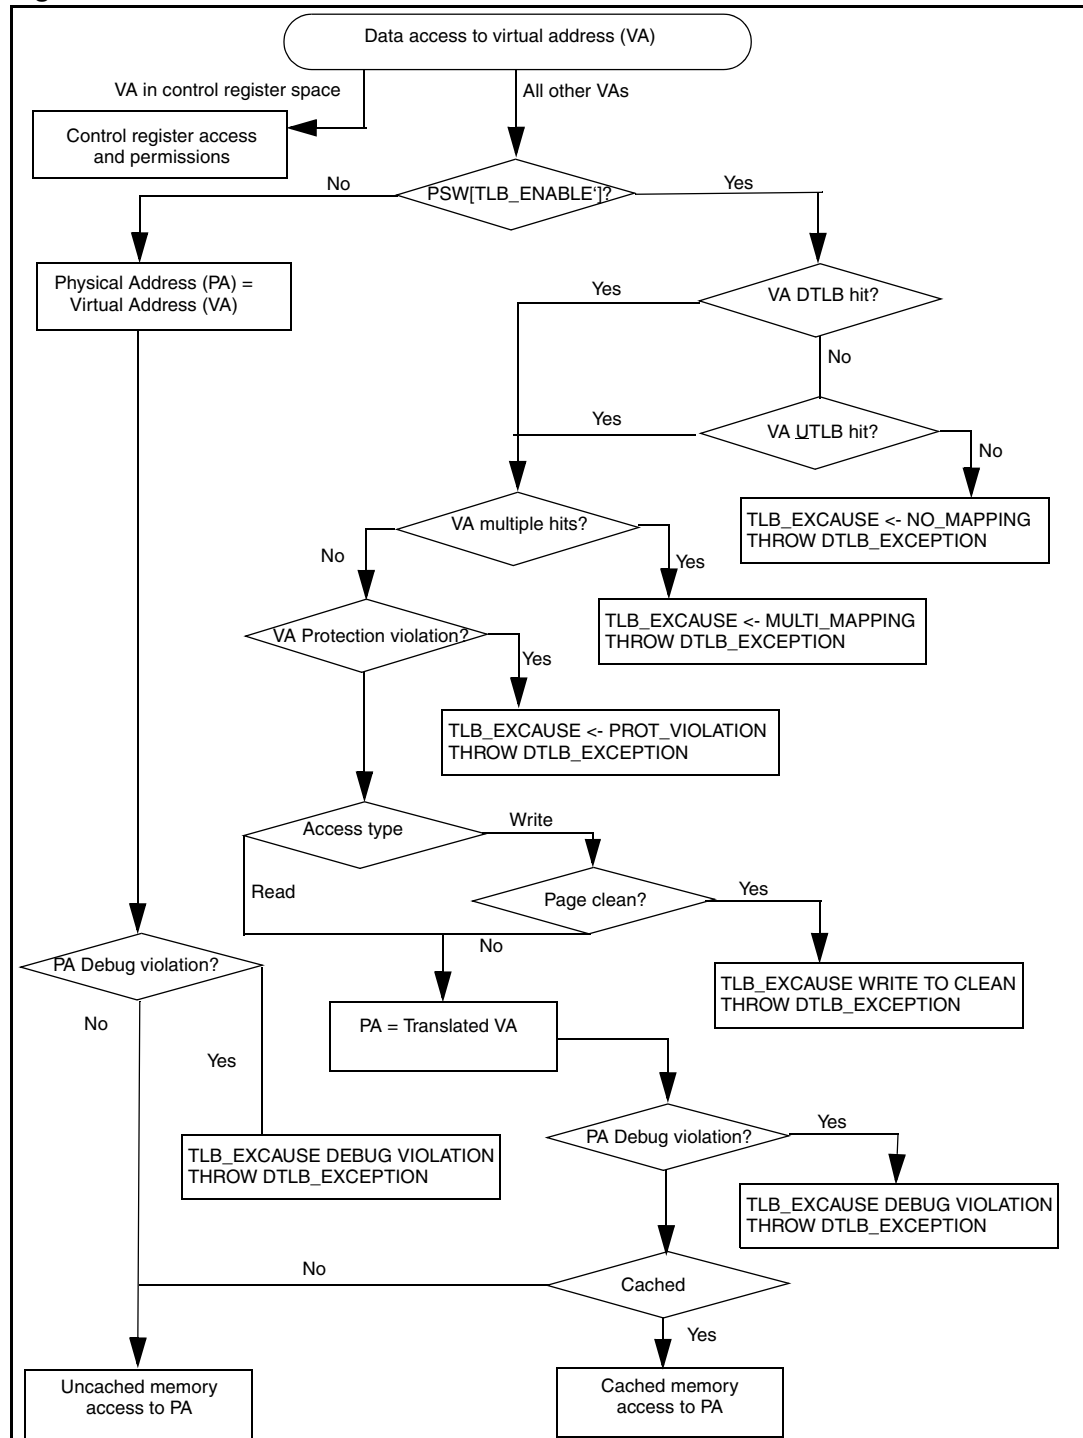 Data access to virtual address (VA)
VA in control register space
All other VAs
Control register access
and permissions
No
PSW[TLB_ENABLE‘]?
Yes
Physical Address (PA) =
Virtual Address (VA)
Yes
VA DTLB hit?
No
Yes
VA UTLB hit?
No
TLB_EXCAUSE <- NO_MAPPING
THROW DTLB_EXCEPTION
VA multiple hits?
No
Yes
TLB_EXCAUSE <- MULTI_MAPPING
THROW DTLB_EXCEPTION
VA Protection violation?
Yes
TLB_EXCAUSE <- PROT_VIOLATION
THROW DTLB_EXCEPTION
Access type
Write
Read
Page clean?
Yes
No
TLB_EXCAUSE WRITE TO CLEAN
THROW DTLB_EXCEPTION
PA Debug violation?
No
Yes
PA = Translated VA
TLB_EXCAUSE DEBUG VIOLATION
THROW DTLB_EXCEPTION
PA Debug violation?
Yes
TLB_EXCAUSE DEBUG VIOLATION
THROW DTLB_EXCEPTION
No
Cached
Yes
Uncached memory
access to PA
Cached memory
access to PA